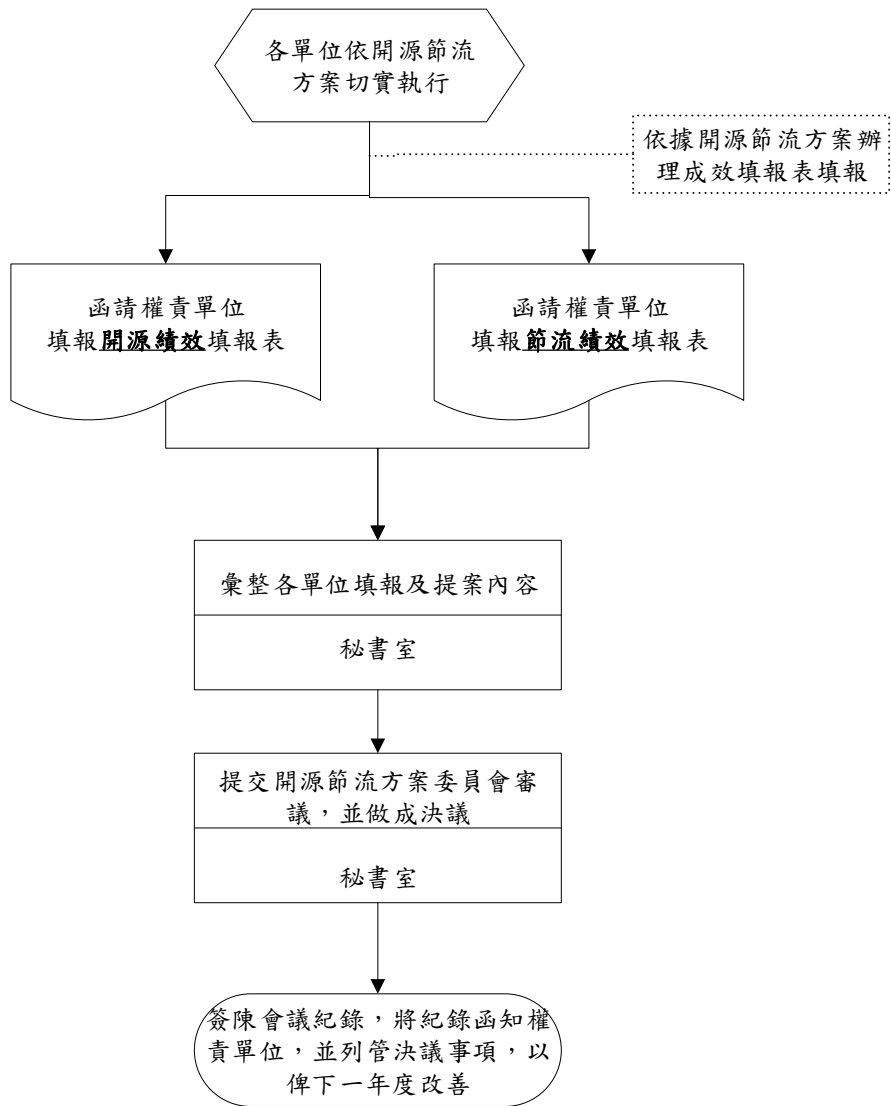 各單位依開源節流
方案切實執行
依據開源節流方案辦
理成效填報表填報
函請權責單位
填報開源績效填報表
函請權責單位
填報節流績效填報表
彙整各單位填報及提案內容
秘書室
提交開源節流方案委員會審
議，並做成決議
秘書室
簽陳會議紀錄，將紀錄函知權
責單位，並列管決議事項，以
俾下一年度改善